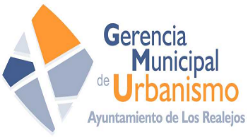 Gerencia
Municipal
de Urbanismo
Ayuntamiento de Los Realejos